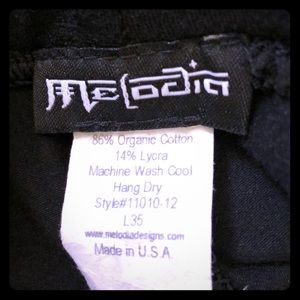 Melodia
86% Organic Cotton
14% Lycra
Machine Wash Cool
Hang Dry
Style#11010-12
L35
www.melodiadesigns.com
Made in U.S.A.